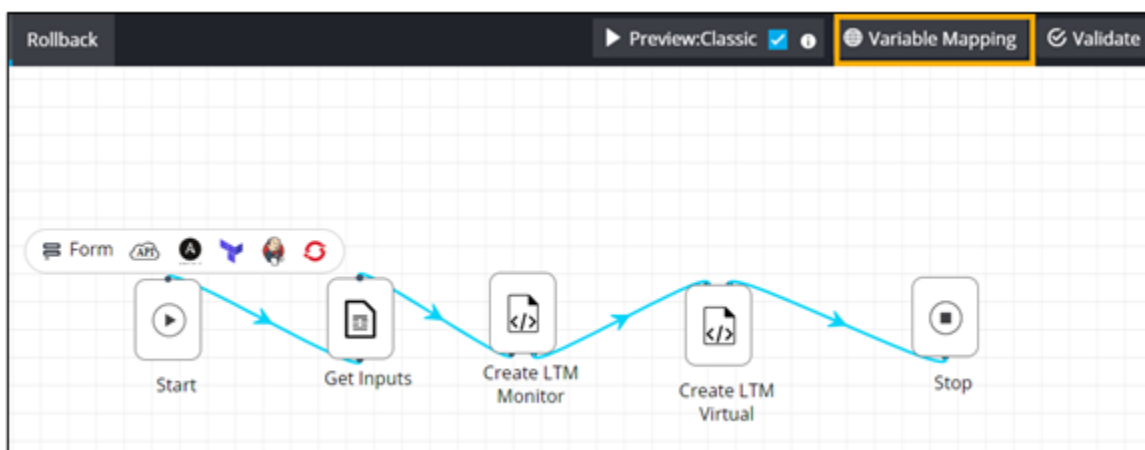 Rollback
Preview:Classic
Variable Mapping
Validate
Form
API
A
Start
Get Inputs
Create LTM
Monitor
Create LTM
Virtual
Stop